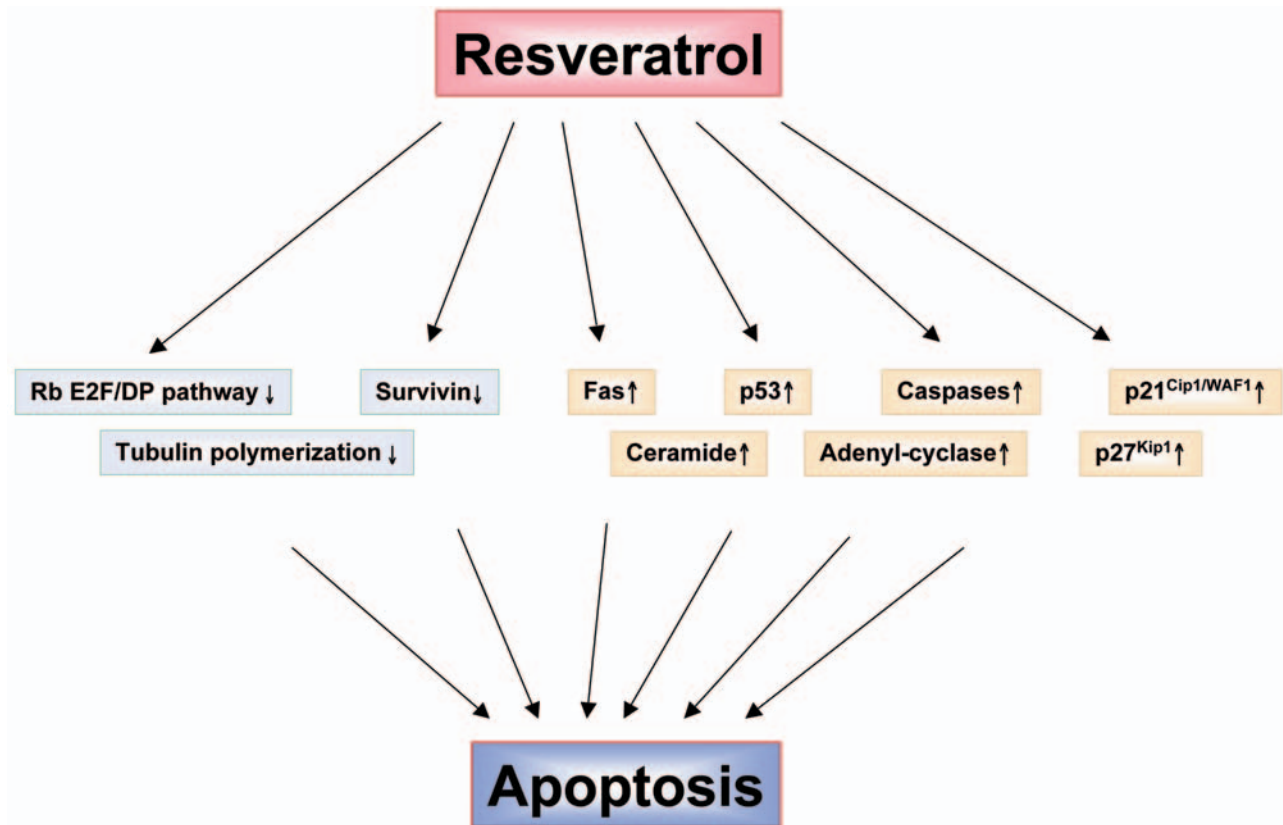 Resveratrol
Rb E2F/DP pathway ↓
Survivin↓
Fas↑
p53↑
Caspases↑
p21Cip1/WAF1↑
Tubulin polymerization ↓
Ceramide↑
Adenyl-cyclase↑
p27Kip1↑
Apoptosis